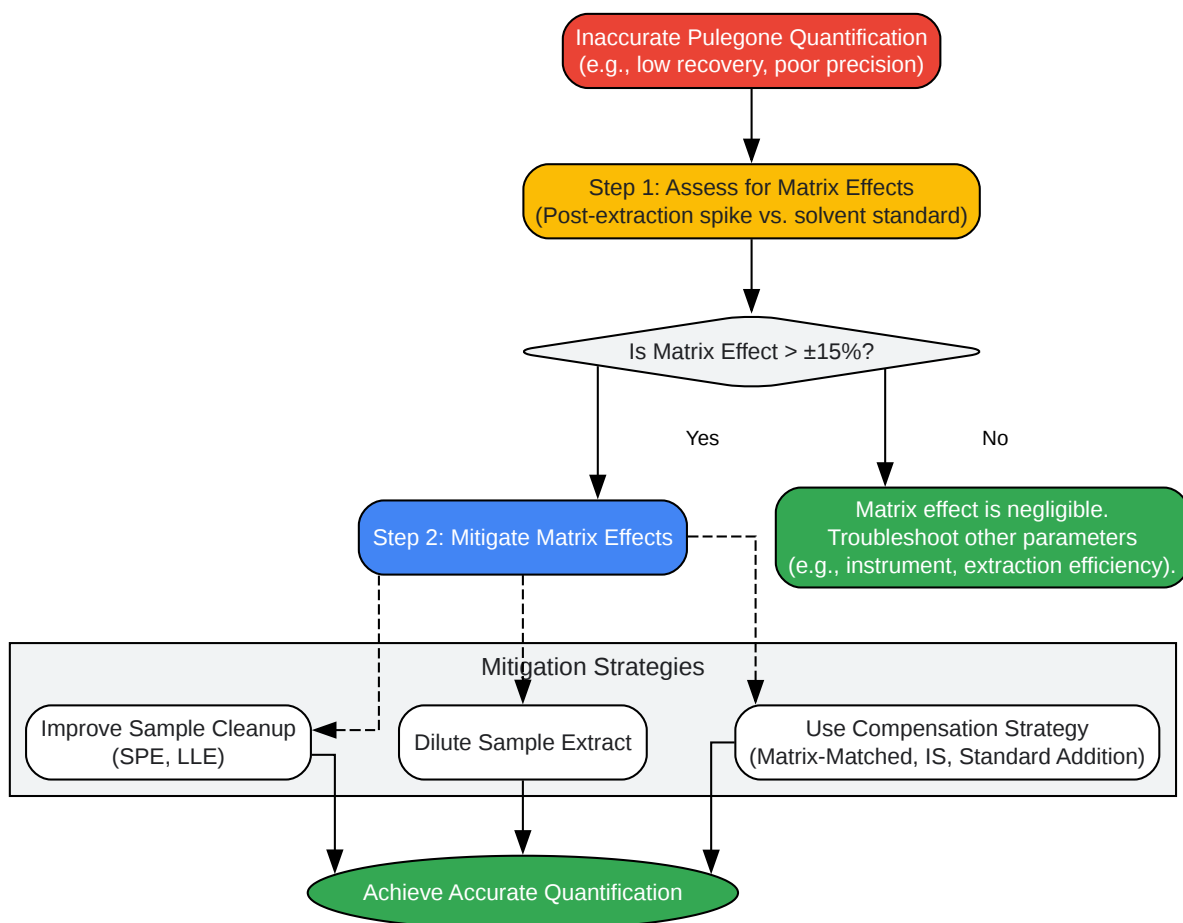 Inaccurate Pulegone Quantification
(e.g., low recovery, poor precision)
Step 1: Assess for Matrix Effects
(Post-extraction spike vs. solvent standard)
Is Matrix Effect > ±15%?
Yes
No
Step 2: Mitigate Matrix Effects
Matrix effect is negligible.
Troubleshoot other parameters
(e.g., instrument, extraction efficiency).
Mitigation Strategies
Improve Sample Cleanup
(SPE, LLE)
Dilute Sample Extract
Use Compensation Strategy
(Matrix-Matched, IS, Standard Addition)
Achieve Accurate Quantification